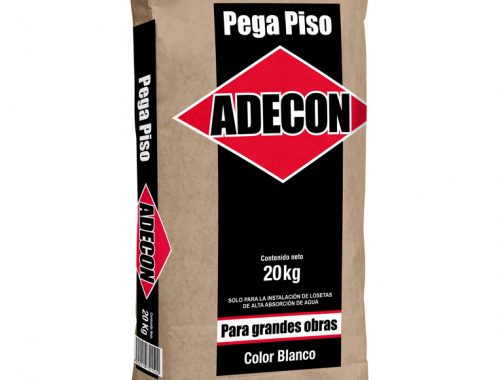 Pega Piso
ADECON
Contenido neto
20kg
SOLO PARA LA INSTALACIÓN DE LOSETAS
DE ALTA ABSORCIÓN DE AGUA
Para grandes obras
Color Blanco
Pega Piso
ADECON
20 Kg